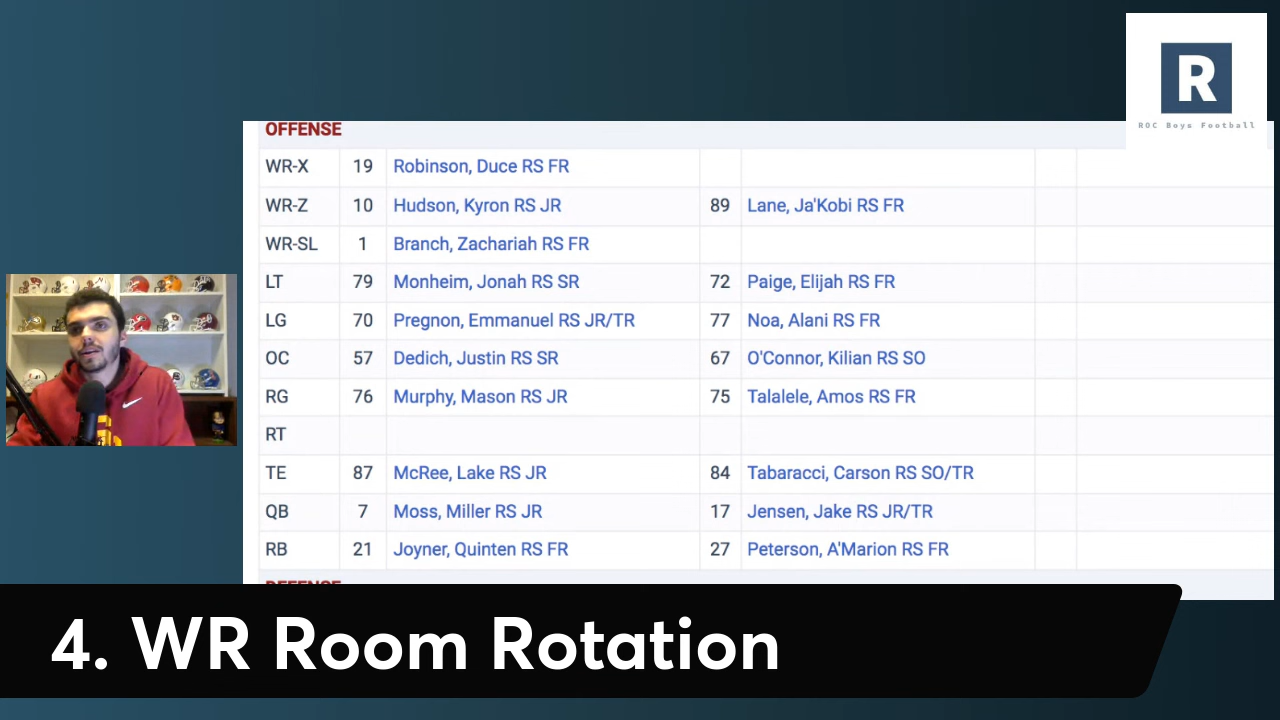 R
ROC Boys Football
OFFENSE
WR-X 19 Robinson, Duce RS FR
WR-Z 10 Hudson, Kyron RS JR 89 Lane, Ja'Kobi RS FR
WR-SL 1 Branch, Zachariah RS FR
LT 79 Monheim, Jonah RS SR 72 Paige, Elijah RS FR
LG 70 Pregnon, Emmanuel RS JR/TR 77 Noa, Alani RS FR
OC 57 Dedich, Justin RS SR 67 O'Connor, Kilian RS SO
RG 76 Murphy, Mason RS JR 75 Talalele, Amos RS FR
RT
TE 87 McRee, Lake RS JR 84 Tabaracci, Carson RS SO/TR
QB 7 Moss, Miller RS JR 17 Jensen, Jake RS JR/TR
RB 21 Joyner, Quinten RS FR 27 Peterson, A'Marion RS FR
DEFENSE
4. WR Room Rotation